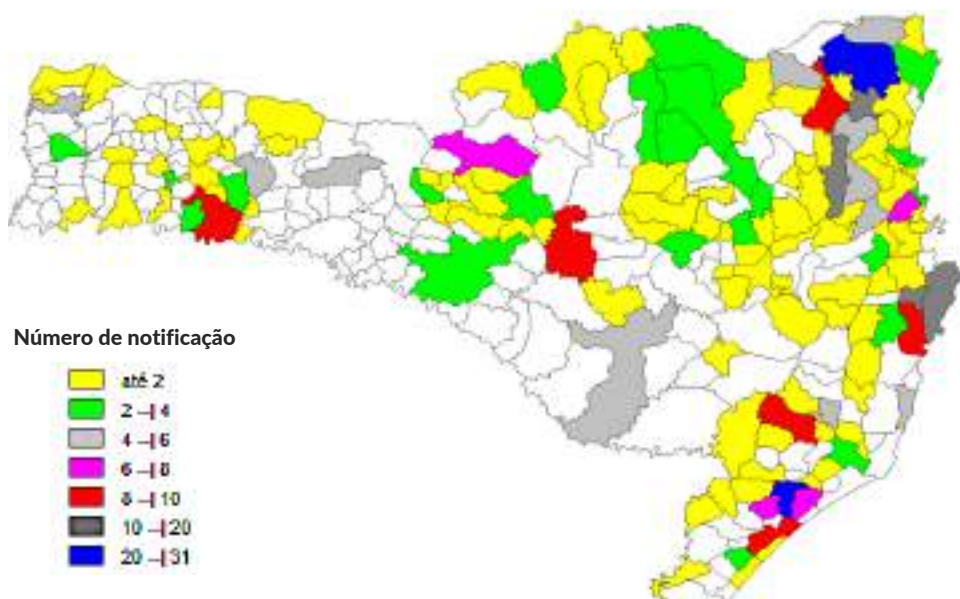 Número de notificação
até 2
2 ⊣ 4
4 ⊣ 6
6 ⊣ 8
8 ⊣ 10
10 ⊣ 20
20 ⊣ 31